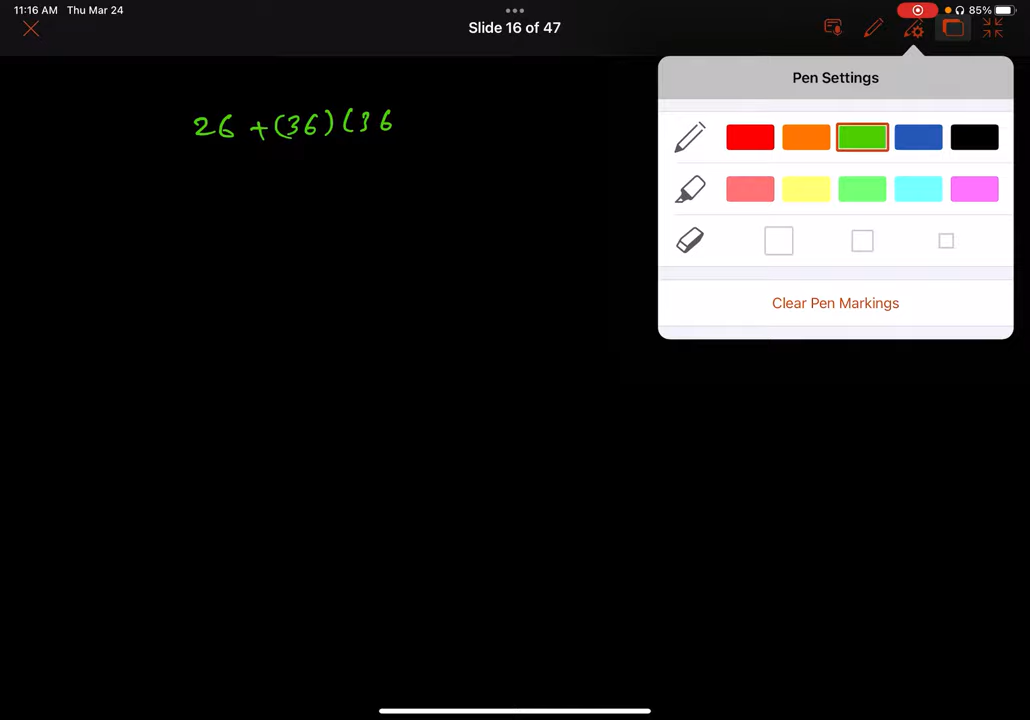 11:16 AM Thu Mar 24
85%
Slide 16 of 47
Pen Settings
26 + (36) (36
Clear Pen Markings